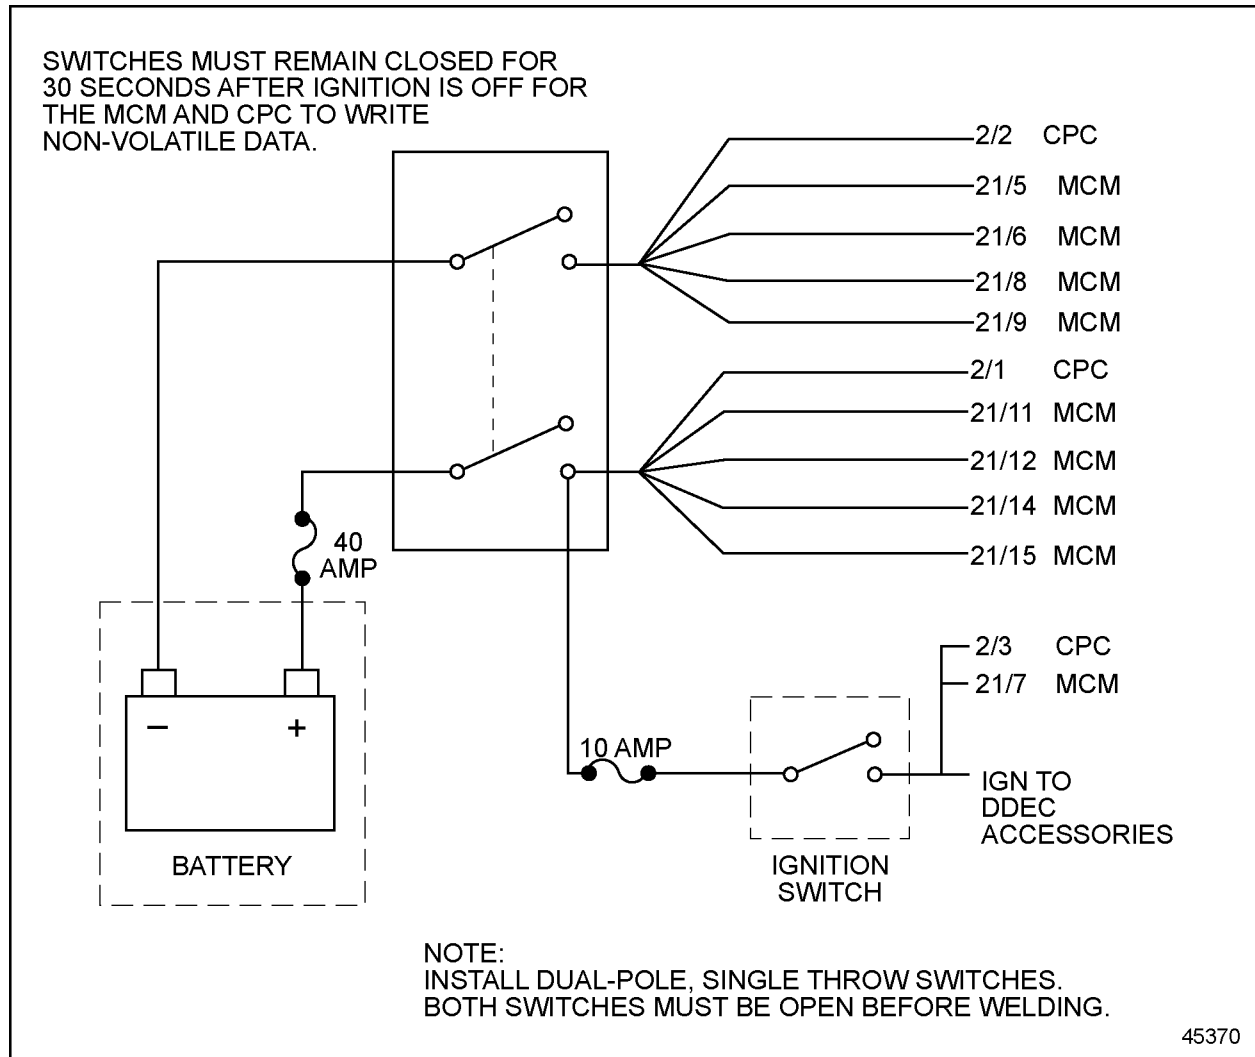 SWITCHES MUST REMAIN CLOSED FOR
30 SECONDS AFTER IGNITION IS OFF FOR
THE MCM AND CPC TO WRITE
NON-VOLATILE DATA.
2/2 CPC
21/5 MCM
21/6 MCM
21/8 MCM
21/9 MCM
2/1 CPC
21/11 MCM
21/12 MCM
21/14 MCM
21/15 MCM
40
AMP
2/3 CPC
21/7 MCM
− +
10 AMP
IGN TO
DDEC
ACCESSORIES
BATTERY
IGNITION
SWITCH
NOTE:
INSTALL DUAL-POLE, SINGLE THROW SWITCHES.
BOTH SWITCHES MUST BE OPEN BEFORE WELDING.
45370